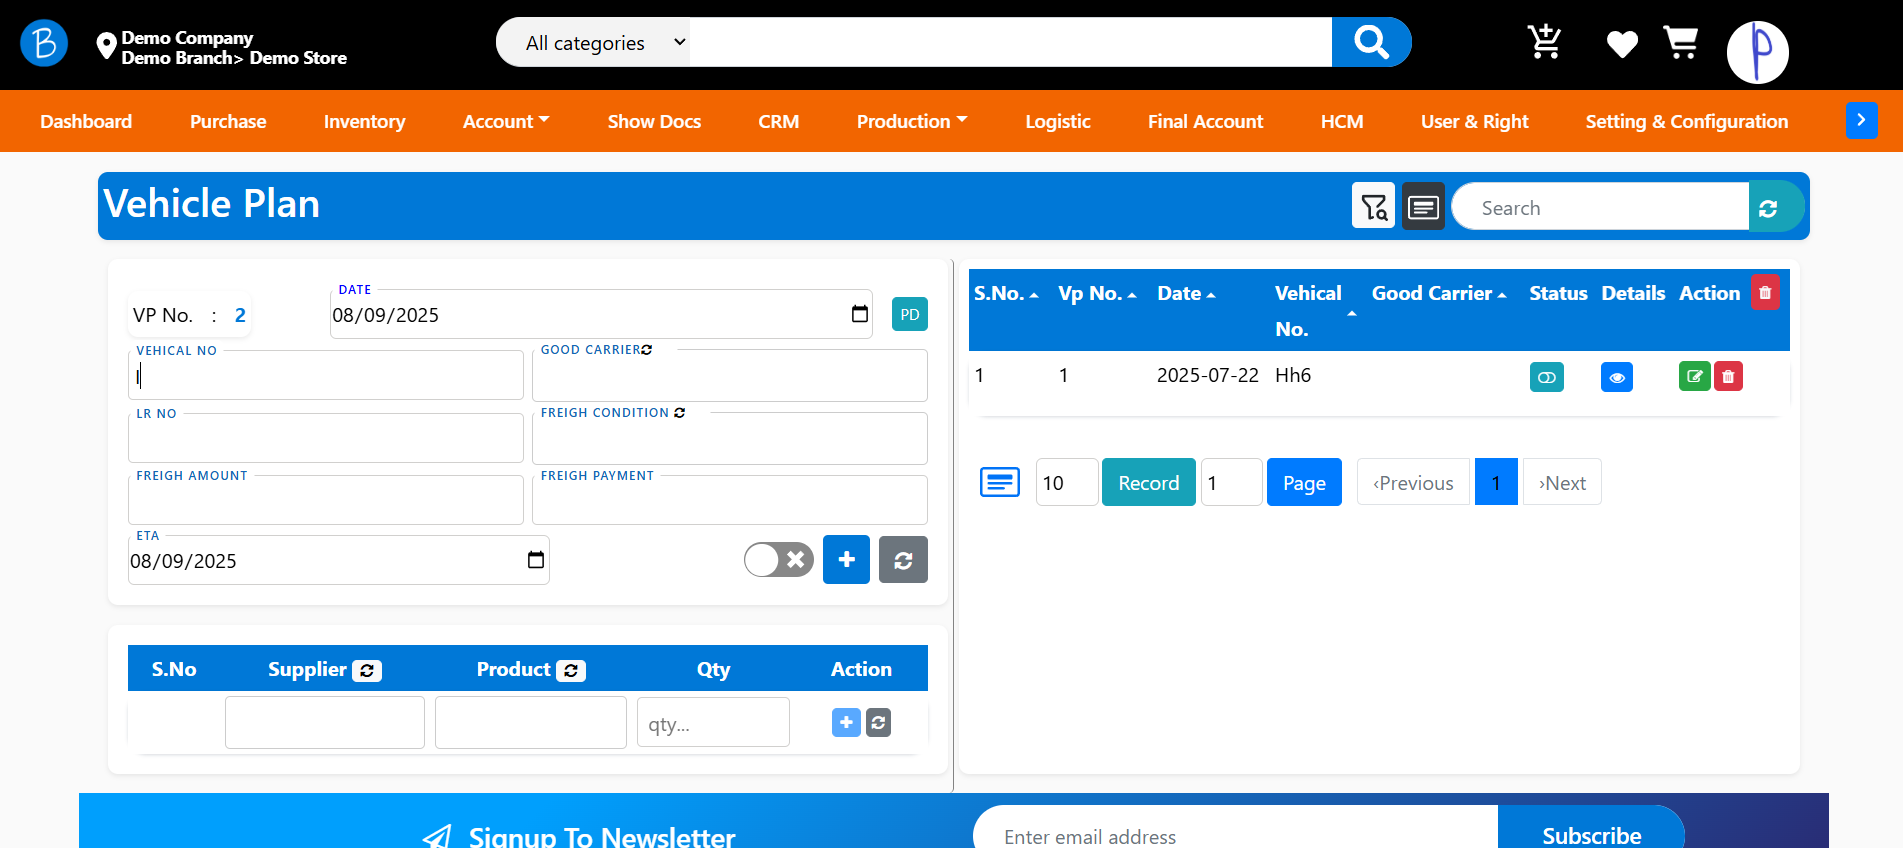 B
Demo Company
Demo Branch> Demo Store
All categories
P
Dashboard Purchase Inventory Account Show Docs CRM Production Logistic Final Account HCM User & Right Setting & Configuration
Vehicle Plan
Search
VP No. : 2
DATE
08/09/2025
PD
VEHICAL NO
l
GOOD CARRIER
LR NO
FREIGH CONDITION
FREIGH AMOUNT
FREIGH PAYMENT
ETA
08/09/2025
S.No Supplier Product Qty Action
qty...
S.No. Vp No. Date Vehical No. Good Carrier Status Details Action
1 1 2025-07-22 Hh6
10 Record 1 Page ‹Previous 1 ›Next
Signup To Newsletter
Enter email address
Subscribe